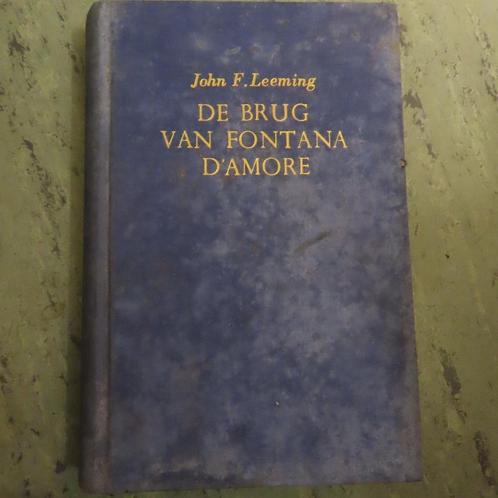 John F. Leeming
DE BRUG
VAN FONTANA
D'AMORE